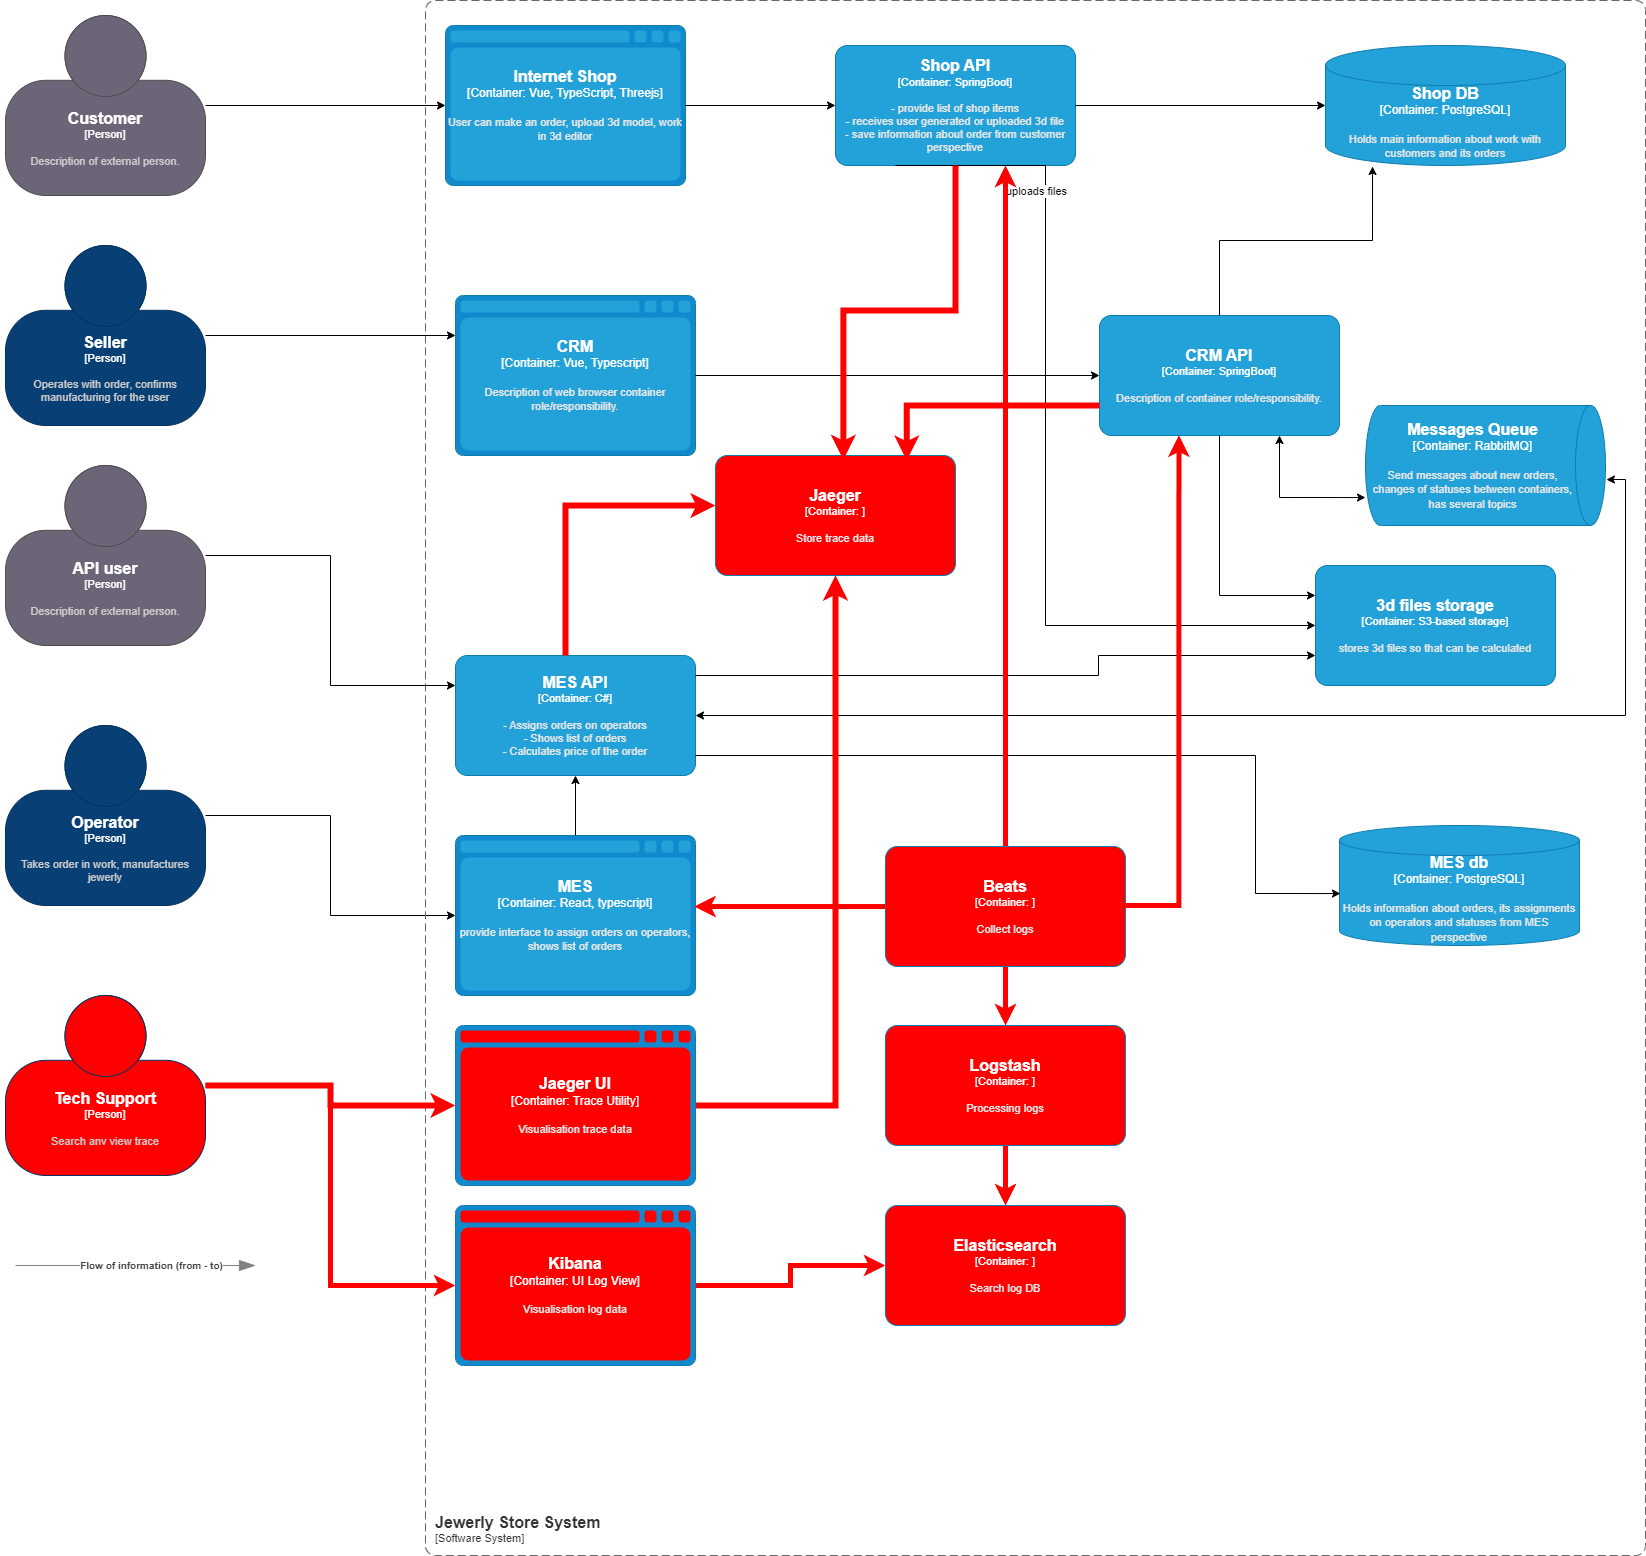 Customer
[Person]
Description of external person.
Internet Shop
[Container: Vue, TypeScript, Threejs]
User can make an order, upload 3d model, work
in 3d editor
Shop API
[Container: SpringBoot]
- provide list of shop items
- receives user generated or uploaded 3d file
- save information about order from customer
perspective
Shop DB
[Container: PostgreSQL]
Holds main information about work with
customers and its orders
uploads files
Seller
[Person]
Operates with order, confirms
manufacturing for the user
CRM
[Container: Vue, Typescript]
Description of web browser container
role/responsibility.
CRM API
[Container: SpringBoot]
Description of container role/responsibility.
Messages Queue
[Container: RabbitMQ]
Send messages about new orders,
changes of statuses between containers,
has several topics
Jaeger
[Container: ]
Store trace data
API user
[Person]
Description of external person.
3d files storage
[Container: S3-based storage]
stores 3d files so that can be calculated
MES API
[Container: C#]
- Assigns orders on operators
- Shows list of orders
- Calculates price of the order
Operator
[Person]
Takes order in work, manufactures
jewerly
MES
[Container: React, typescript]
provide interface to assign orders on operators,
shows list of orders
Beats
[Container: ]
Collect logs
MES db
[Container: PostgreSQL]
Holds information about orders, its assignments
on operators and statuses from MES
perspective
Tech Support
[Person]
Search anv view trace
Jaeger UI
[Container: Trace Utility]
Visualisation trace data
Logstash
[Container: ]
Processing logs
Flow of information (from - to)
Kibana
[Container: UI Log View]
Visualisation log data
Elasticsearch
[Container: ]
Search log DB
Jewerly Store System
[Software System]